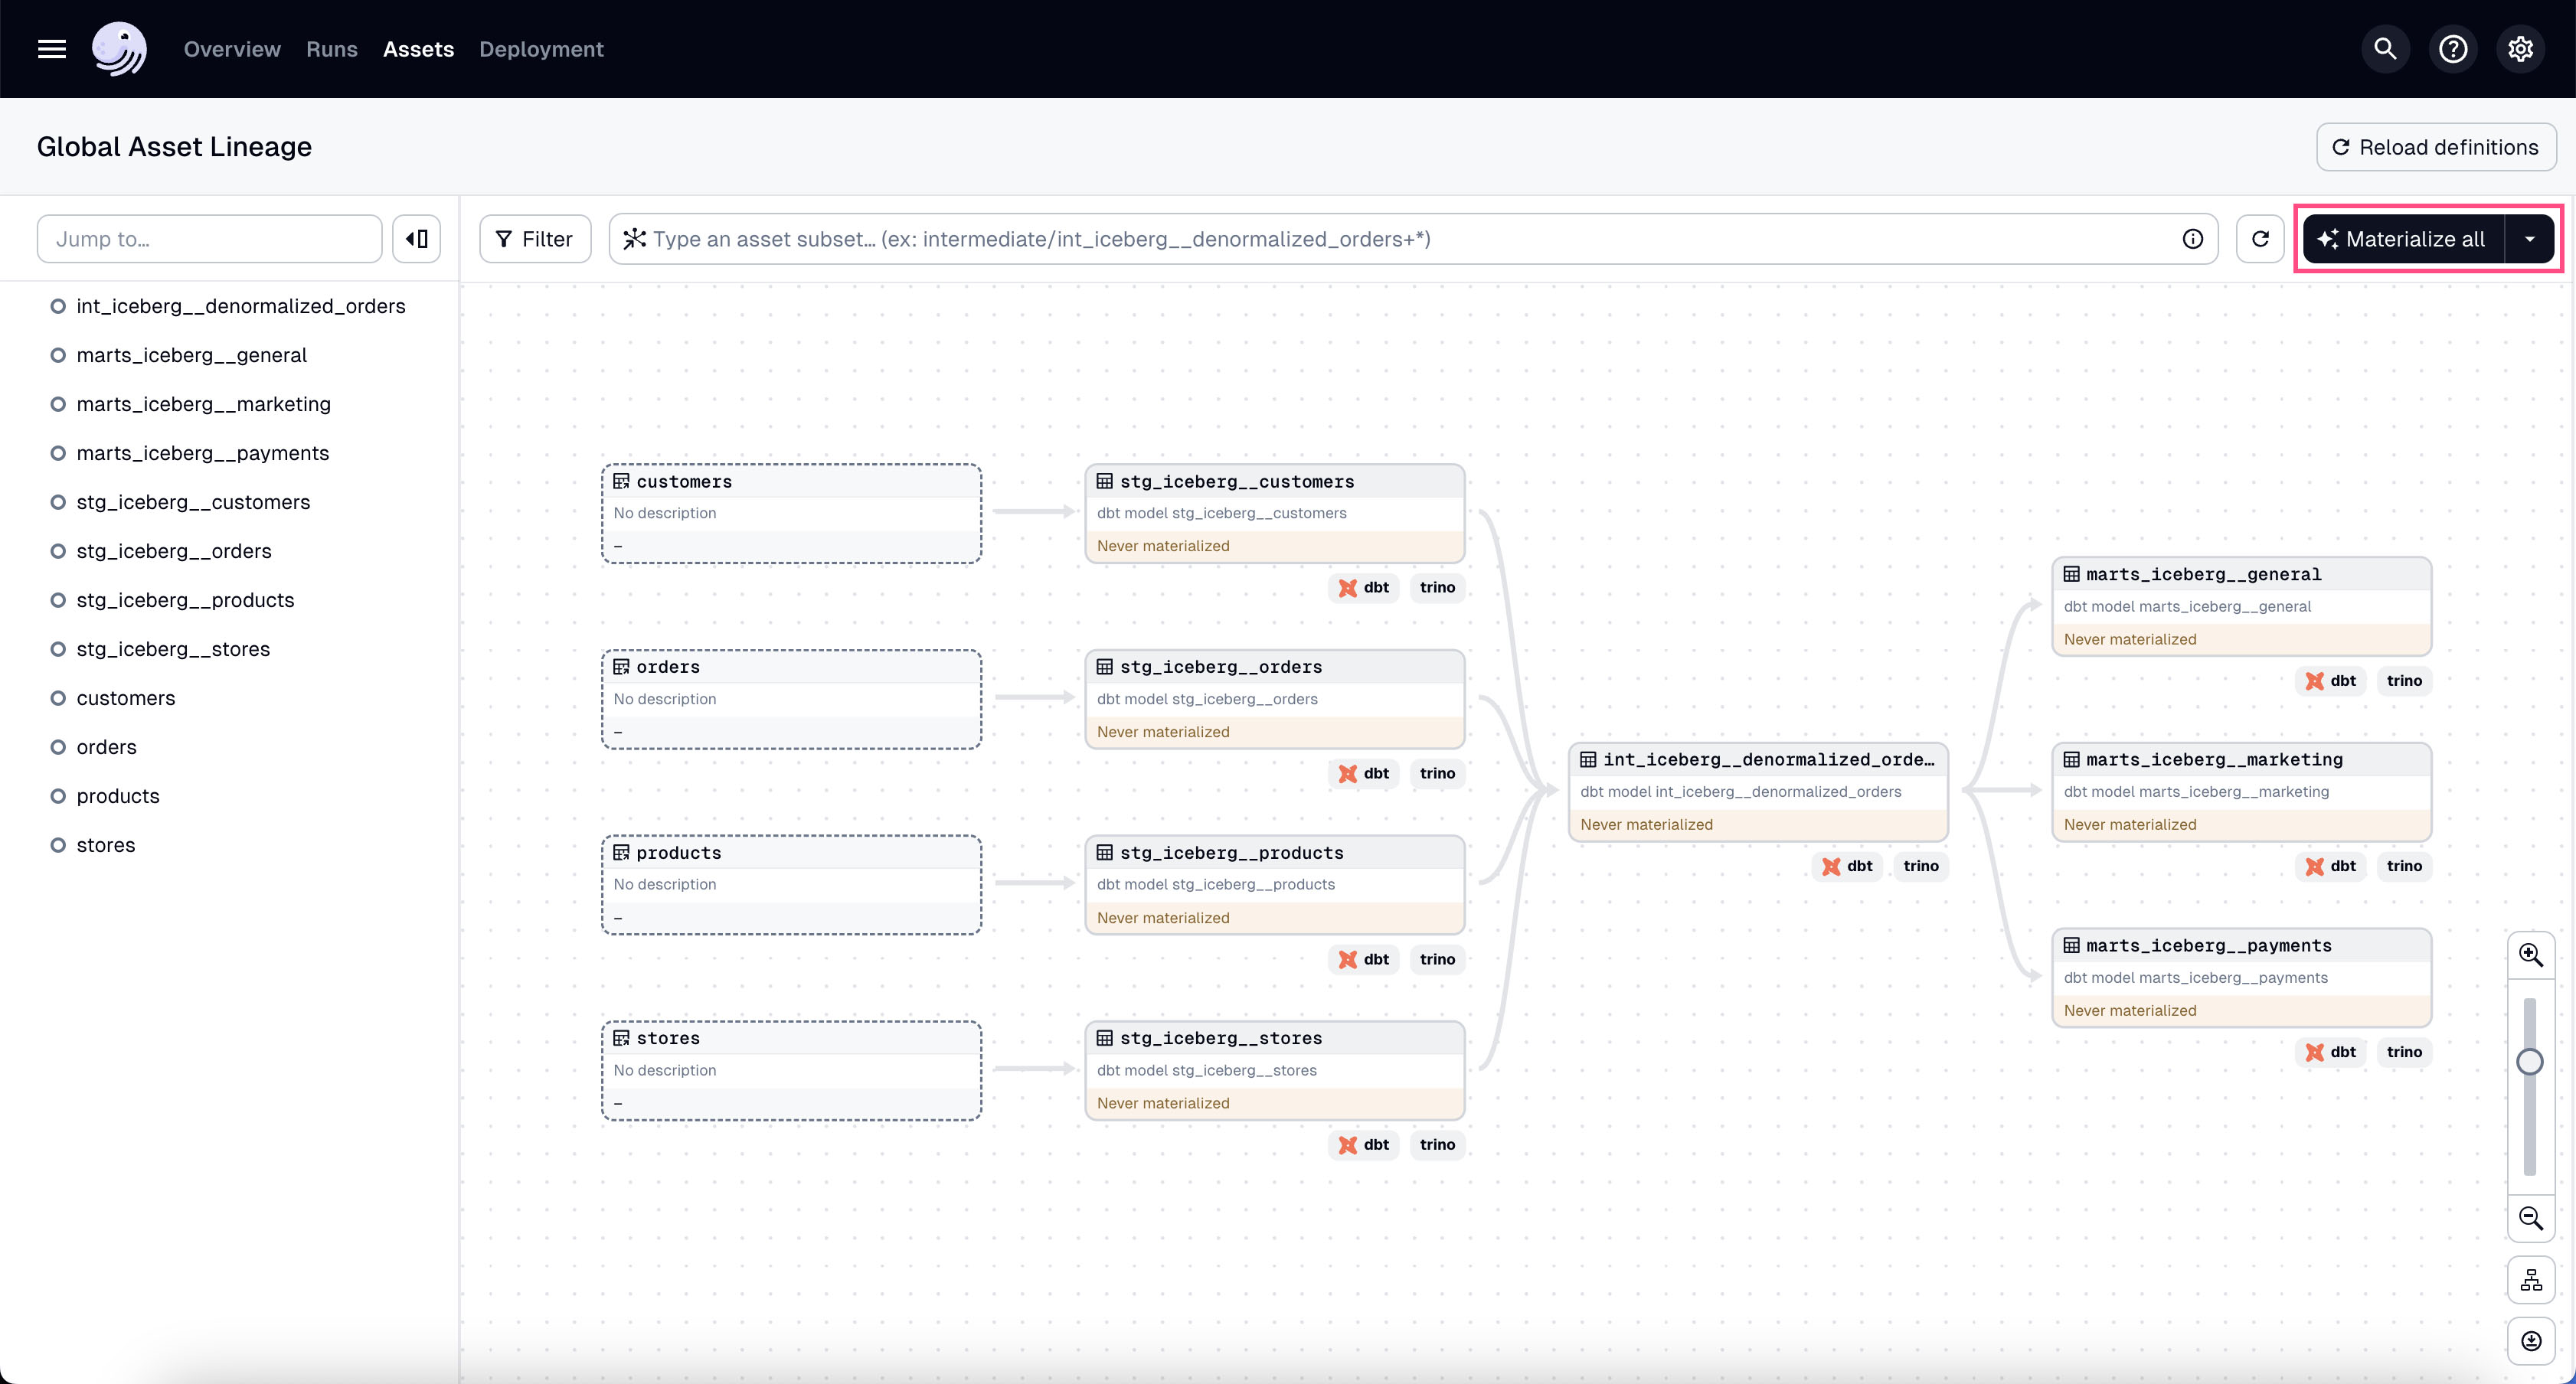 Overview Runs Assets Deployment
Global Asset Lineage
Reload definitions
Jump to…
Filter
Type an asset subset… (ex: intermediate/int_iceberg__denormalized_orders+*)
Materialize all
int_iceberg__denormalized_orders
marts_iceberg__general
marts_iceberg__marketing
marts_iceberg__payments
stg_iceberg__customers
stg_iceberg__orders
stg_iceberg__products
stg_iceberg__stores
customers
orders
products
stores
customers
No description
–
orders
No description
–
products
No description
–
stores
No description
–
stg_iceberg__customers
dbt model stg_iceberg__customers
Never materialized
dbt trino
stg_iceberg__orders
dbt model stg_iceberg__orders
Never materialized
dbt trino
stg_iceberg__products
dbt model stg_iceberg__products
Never materialized
dbt trino
stg_iceberg__stores
dbt model stg_iceberg__stores
Never materialized
dbt trino
int_iceberg__denormalized_orde…
dbt model int_iceberg__denormalized_orders
Never materialized
dbt trino
marts_iceberg__general
dbt model marts_iceberg__general
Never materialized
dbt trino
marts_iceberg__marketing
dbt model marts_iceberg__marketing
Never materialized
dbt trino
marts_iceberg__payments
dbt model marts_iceberg__payments
Never materialized
dbt trino